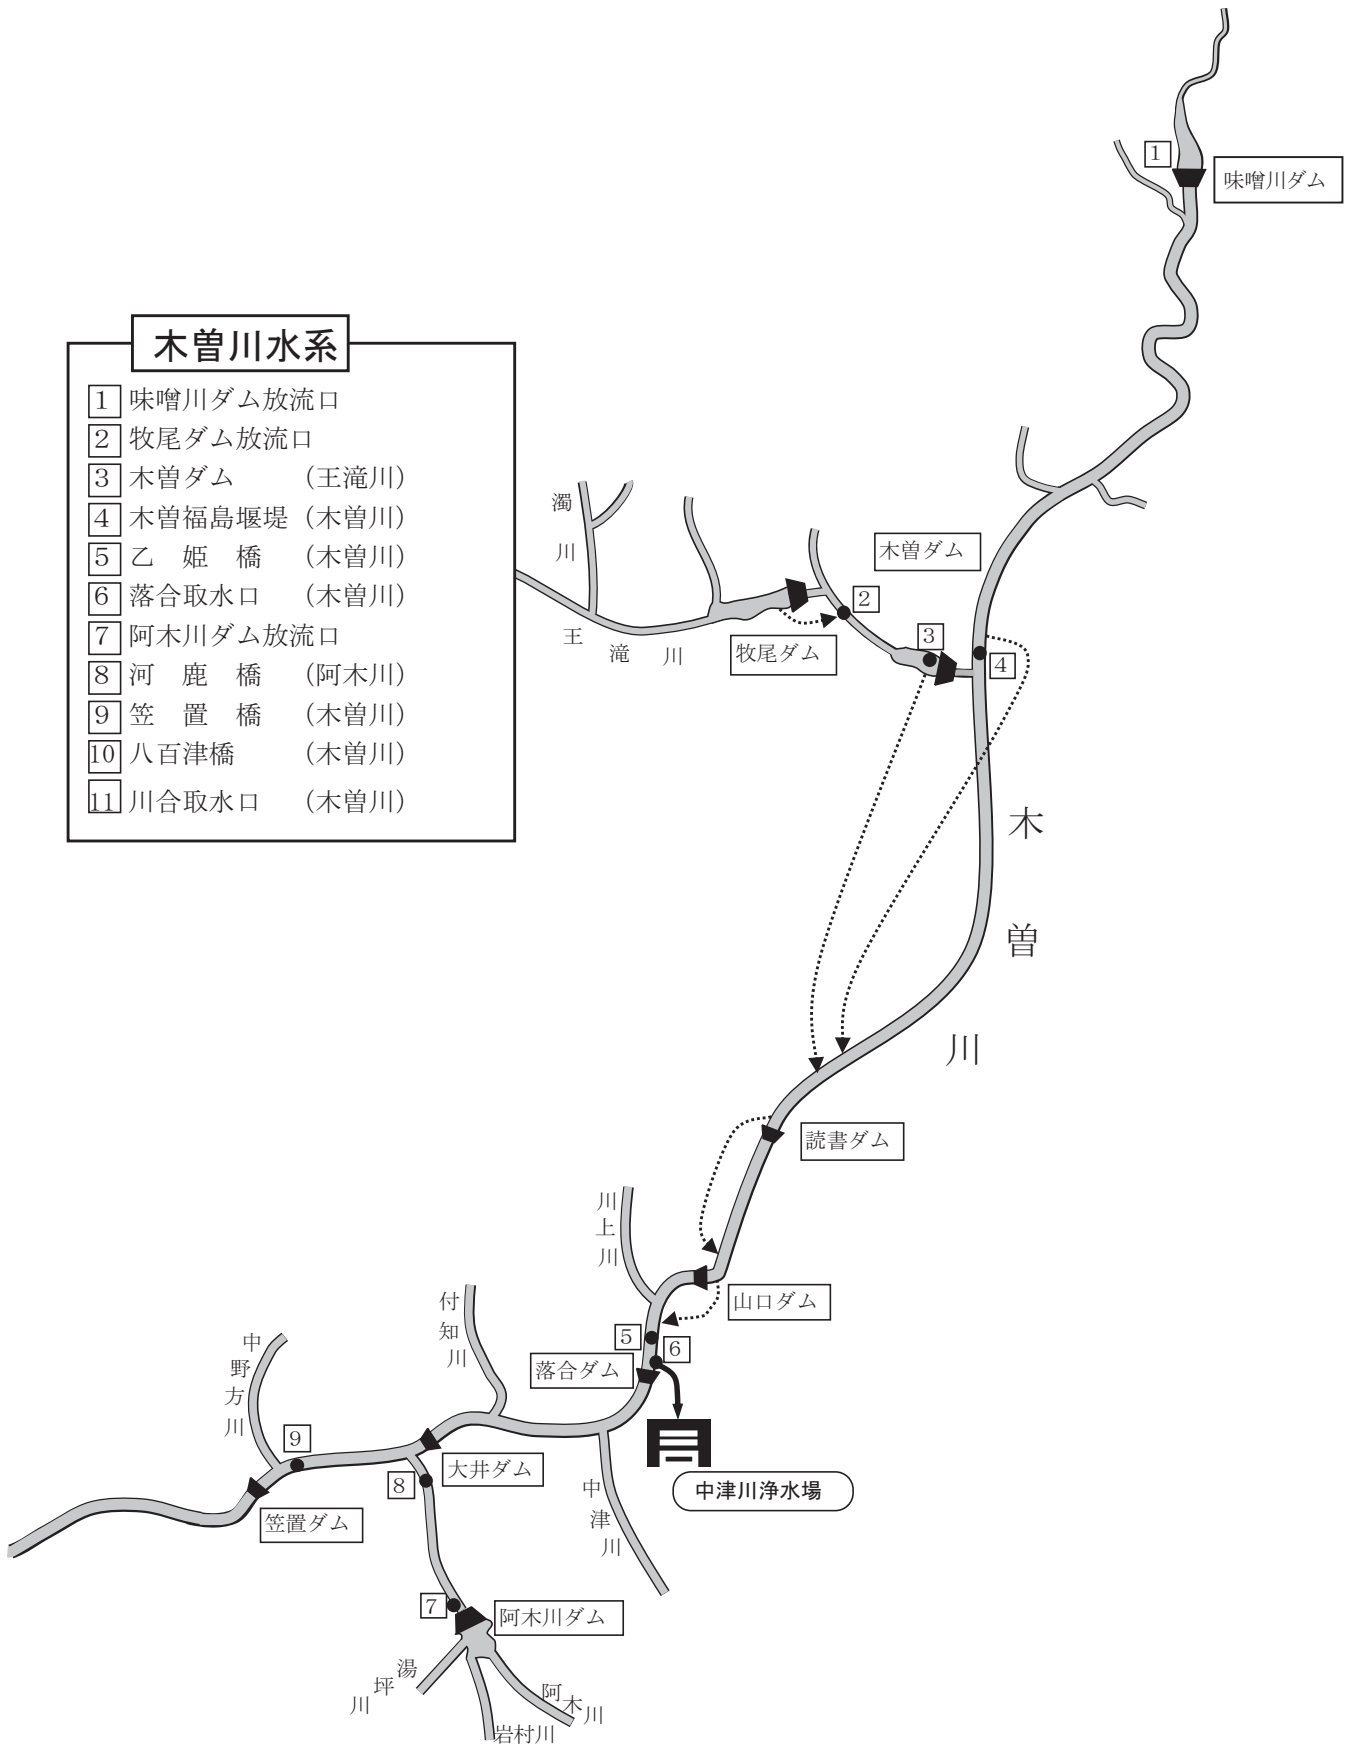 1
味噌川ダム
木曽川水系
1 味噌川ダム放流口
2 牧尾ダム放流口
3 木曽ダム （王滝川）
4 木曽福島堰堤（木曽川）
5 乙 姫 橋 （木曽川）
6 落合取水口 （木曽川）
7 阿木川ダム放流口
8 河 鹿 橋 （阿木川）
9 笠 置 橋 （木曽川）
10 八百津橋 （木曽川）
11 川合取水口 （木曽川）
濁川
王滝川
木曽ダム
2
牧尾ダム
3
4
木曽川
読書ダム
川上川
山口ダム
5
6
落合ダム
付知川
中野方川
9
大井ダム
8
中津川
中津川浄水場
笠置ダム
7
阿木川ダム
湯坪川
阿木川
岩村川